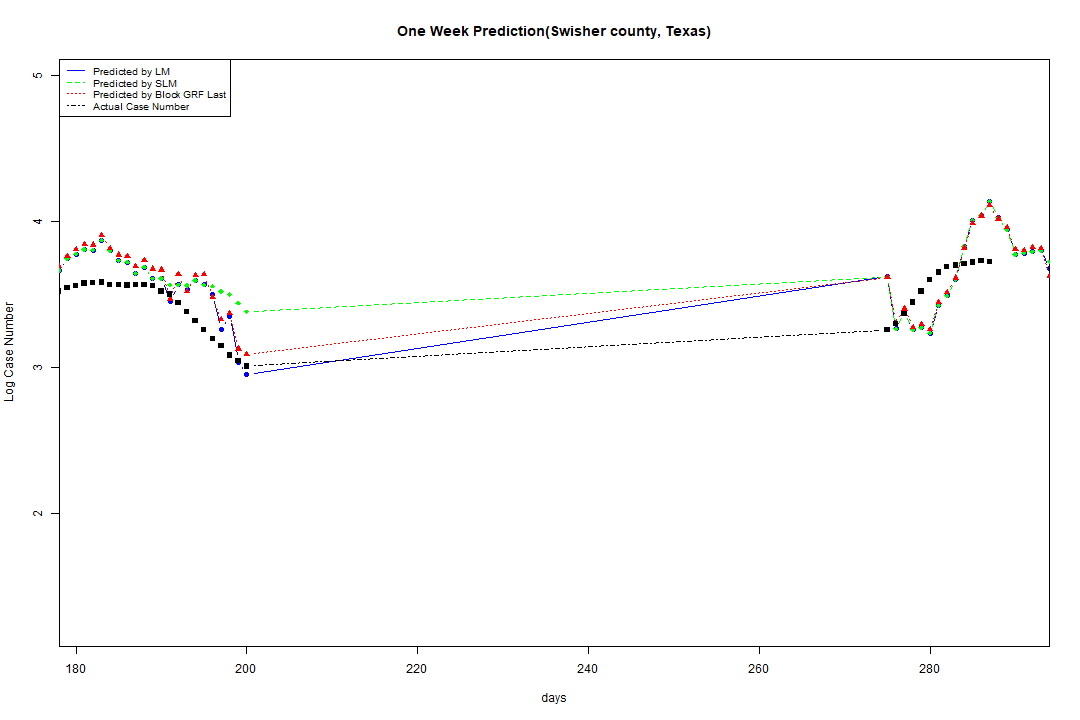 One Week Prediction(Swisher county, Texas)
Predicted by LM
Predicted by SLM
Predicted by Block GRF Last
Actual Case Number
5
4
3
2
Log Case Number
180 200 220 240 260 280
days